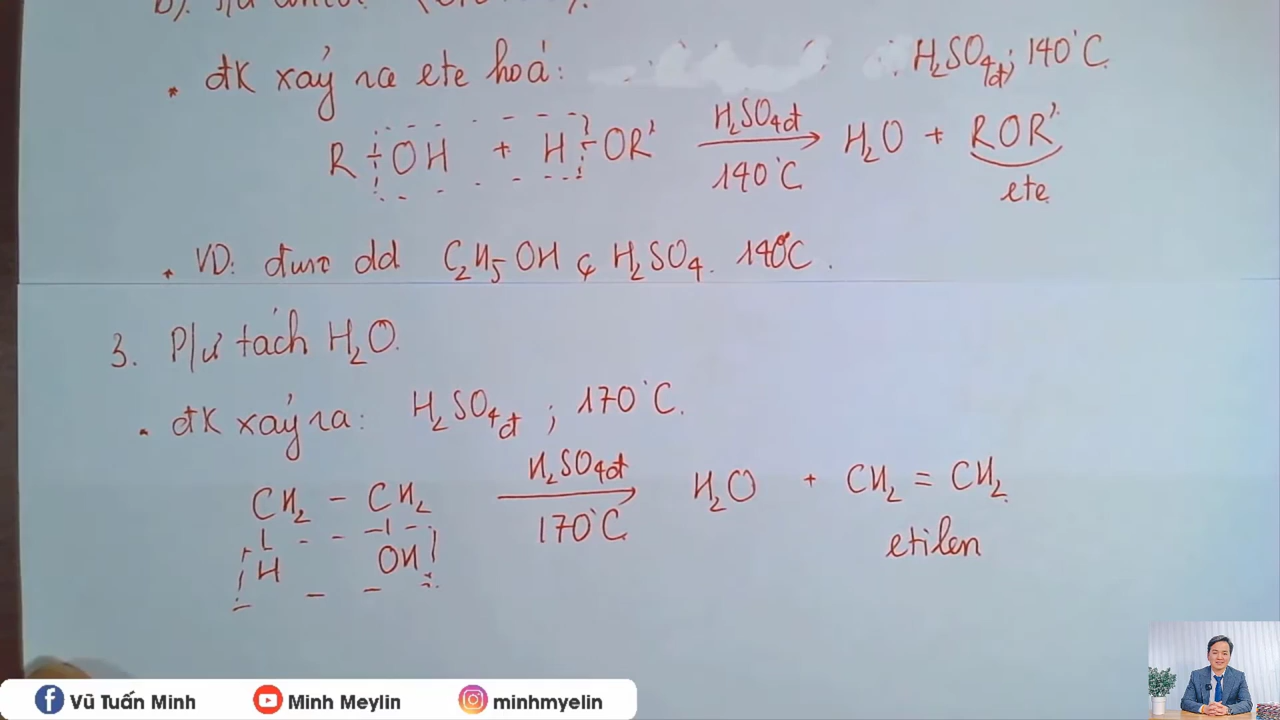 b).
• đK xảy ra ete hoá: H₂SO₄đ; 140°C.
R-OH + H-OR' H₂SO₄đ 140°C → H₂O + ROR'
ete
• VD: đun dd C₂H₅OH & H₂SO₄. 140°C.
3. P/ư tách H₂O.
• đK xảy ra: H₂SO₄đ; 170°C.
CH₂ - CH₂ H₂SO₄đ 170°C → H₂O + CH₂ = CH₂
H OH etilen
Vũ Tuấn Minh Minh Meylin minhmyelin